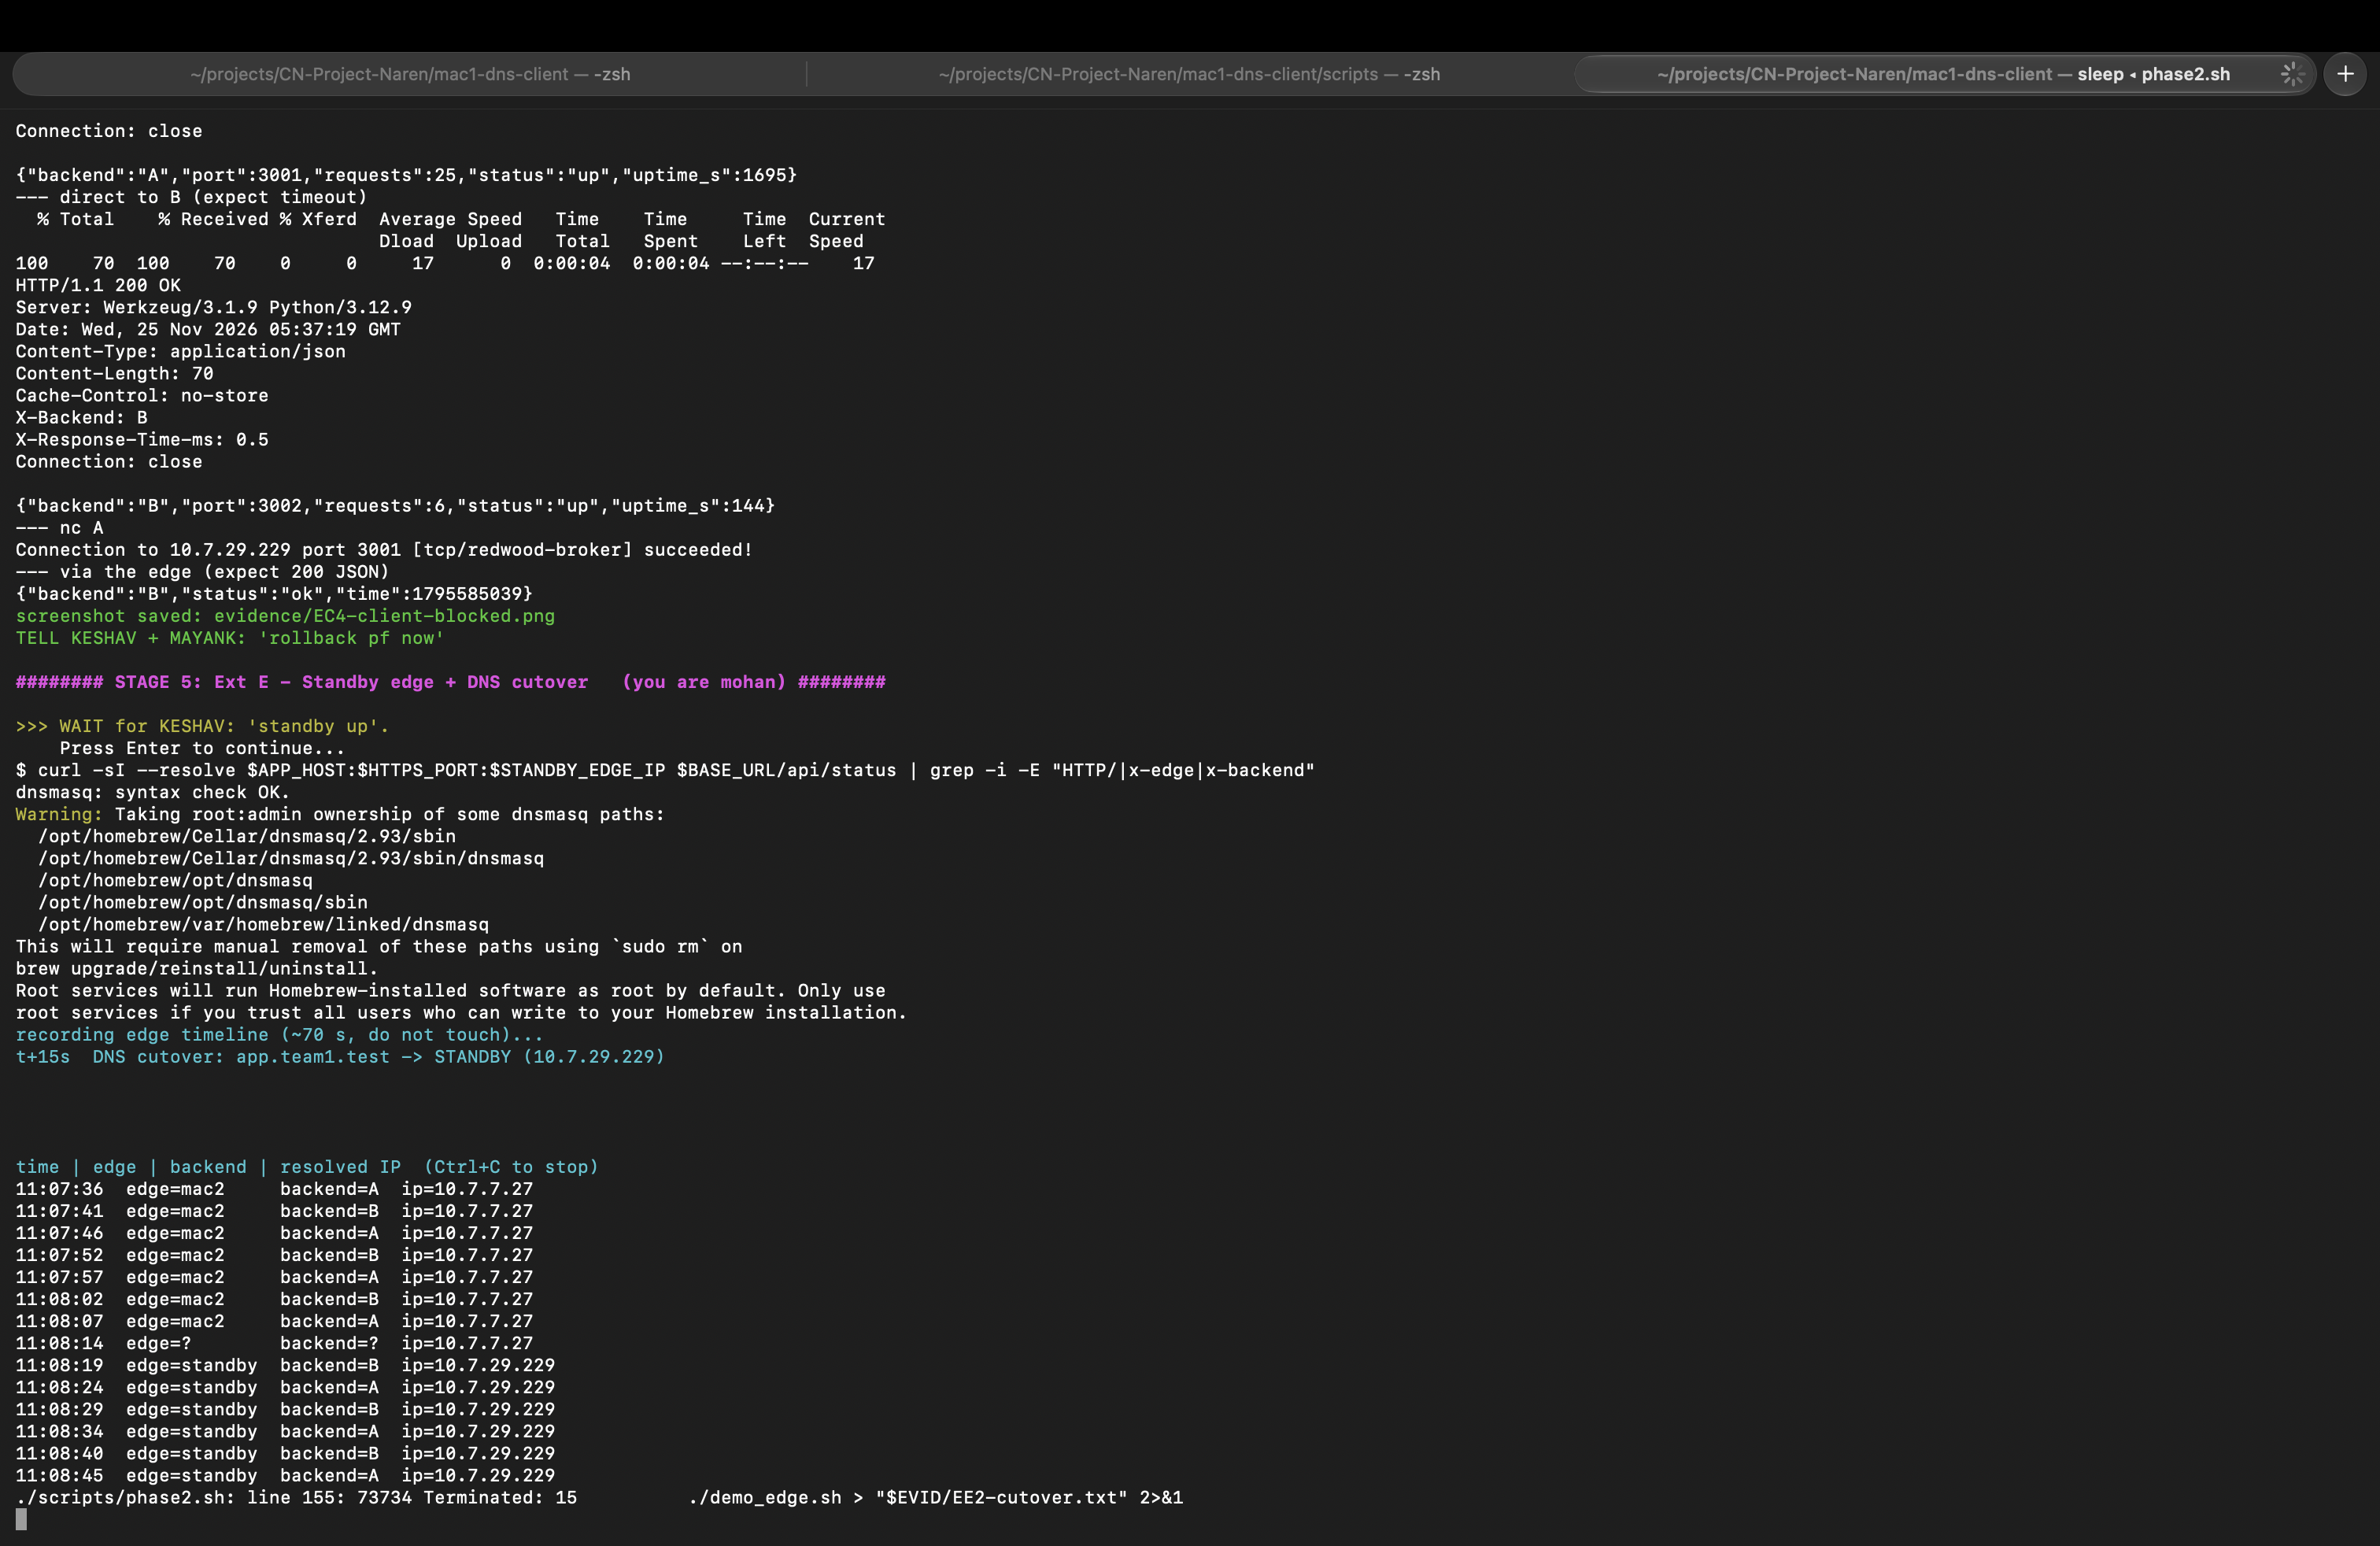 ~/projects/CN-Project-Naren/mac1-dns-client — -zsh
~/projects/CN-Project-Naren/mac1-dns-client/scripts — -zsh
~/projects/CN-Project-Naren/mac1-dns-client — sleep ◂ phase2.sh
+
Connection: close
{"backend":"A","port":3001,"requests":25,"status":"up","uptime_s":1695}
--- direct to B (expect timeout)
  % Total    % Received % Xferd  Average Speed   Time    Time     Time  Current
                                 Dload  Upload   Total   Spent    Left  Speed
100    70  100    70    0      0     17      0  0:00:04  0:00:04 --:--:--    17
HTTP/1.1 200 OK
Server: Werkzeug/3.1.9 Python/3.12.9
Date: Wed, 25 Nov 2026 05:37:19 GMT
Content-Type: application/json
Content-Length: 70
Cache-Control: no-store
X-Backend: B
X-Response-Time-ms: 0.5
Connection: close
{"backend":"B","port":3002,"requests":6,"status":"up","uptime_s":144}
--- nc A
Connection to 10.7.29.229 port 3001 [tcp/redwood-broker] succeeded!
--- via the edge (expect 200 JSON)
{"backend":"B","status":"ok","time":1795585039}
screenshot saved: evidence/EC4-client-blocked.png
TELL KESHAV + MAYANK: 'rollback pf now'
######## STAGE 5: Ext E - Standby edge + DNS cutover   (you are mohan) ########
>>> WAIT for KESHAV: 'standby up'.
    Press Enter to continue...
$ curl -sI --resolve $APP_HOST:$HTTPS_PORT:$STANDBY_EDGE_IP $BASE_URL/api/status | grep -i -E "HTTP/|x-edge|x-backend"
dnsmasq: syntax check OK.
Warning: Taking root:admin ownership of some dnsmasq paths:
  /opt/homebrew/Cellar/dnsmasq/2.93/sbin
  /opt/homebrew/Cellar/dnsmasq/2.93/sbin/dnsmasq
  /opt/homebrew/opt/dnsmasq
  /opt/homebrew/opt/dnsmasq/sbin
  /opt/homebrew/var/homebrew/linked/dnsmasq
This will require manual removal of these paths using `sudo rm` on
brew upgrade/reinstall/uninstall.
Root services will run Homebrew-installed software as root by default. Only use
root services if you trust all users who can write to your Homebrew installation.
recording edge timeline (~70 s, do not touch)...
t+15s  DNS cutover: app.team1.test -> STANDBY (10.7.29.229)
time | edge | backend | resolved IP  (Ctrl+C to stop)
11:07:36  edge=mac2     backend=A  ip=10.7.7.27
11:07:41  edge=mac2     backend=B  ip=10.7.7.27
11:07:46  edge=mac2     backend=A  ip=10.7.7.27
11:07:52  edge=mac2     backend=B  ip=10.7.7.27
11:07:57  edge=mac2     backend=A  ip=10.7.7.27
11:08:02  edge=mac2     backend=B  ip=10.7.7.27
11:08:07  edge=mac2     backend=A  ip=10.7.7.27
11:08:14  edge=?        backend=?  ip=10.7.7.27
11:08:19  edge=standby  backend=B  ip=10.7.29.229
11:08:24  edge=standby  backend=A  ip=10.7.29.229
11:08:29  edge=standby  backend=B  ip=10.7.29.229
11:08:34  edge=standby  backend=A  ip=10.7.29.229
11:08:40  edge=standby  backend=B  ip=10.7.29.229
11:08:45  edge=standby  backend=A  ip=10.7.29.229
./scripts/phase2.sh: line 155: 73734 Terminated: 15          ./demo_edge.sh > "$EVID/EE2-cutover.txt" 2>&1